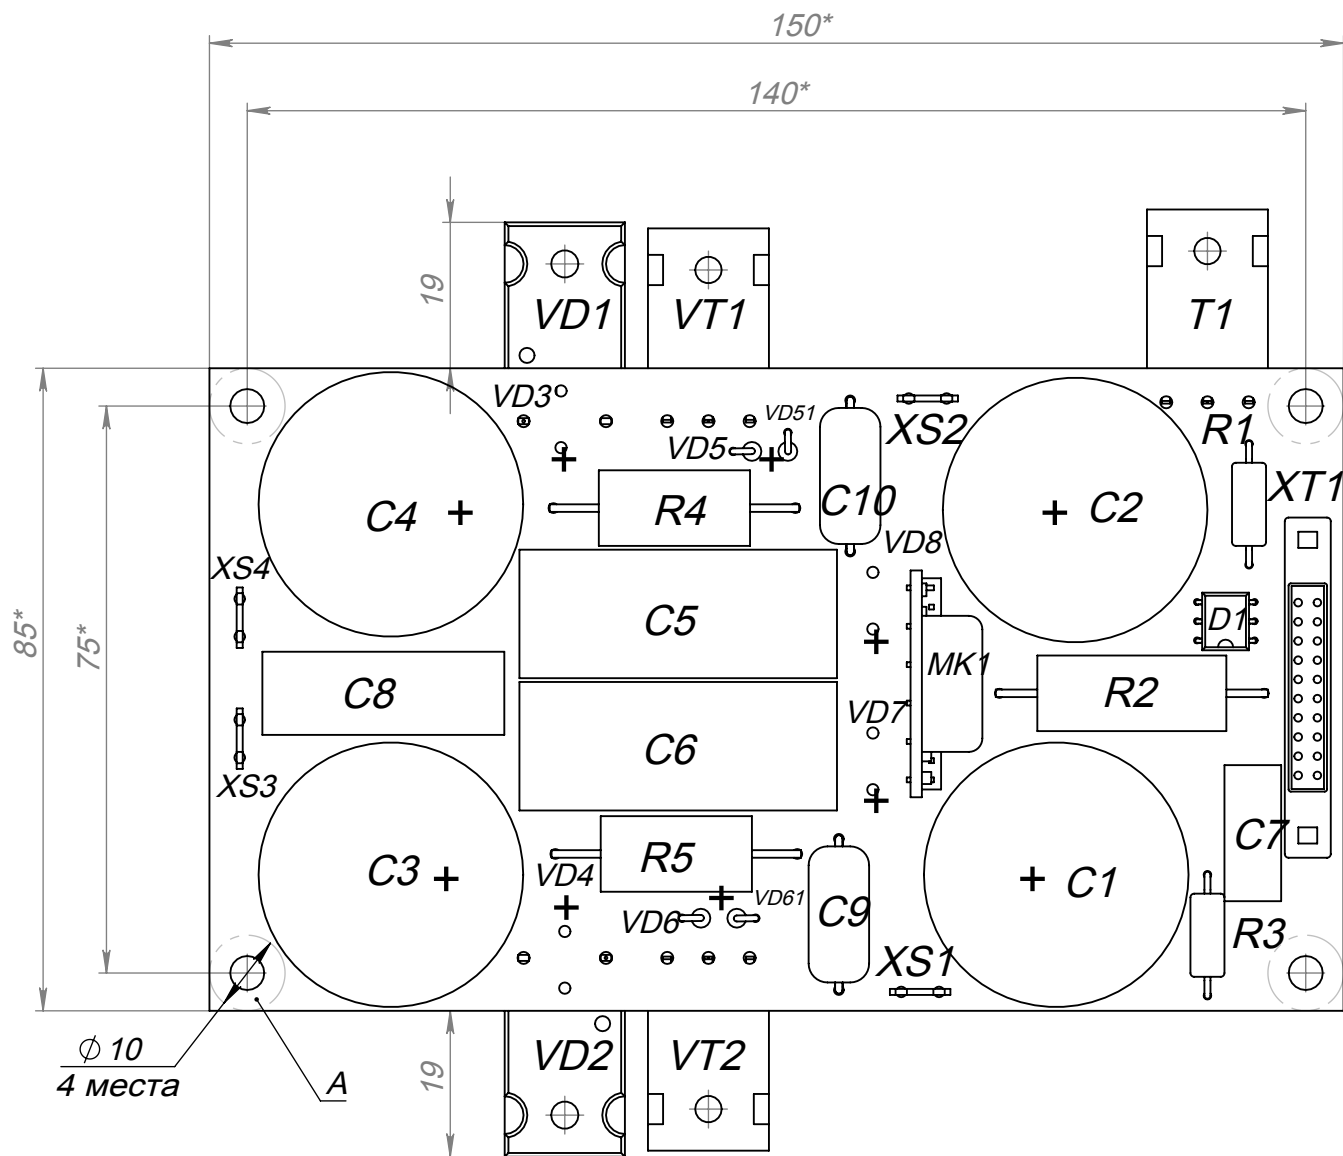 150*
140*
19
VD1
VT1
T1
VD3
VD51
VD5
XS2
R1
XT1
C4
R4
C10
C2
VD8
XS4
C5
D1
85*
75*
MK1
C8
VD7
R2
C6
XS3
C7
C3
R5
VD4
C1
VD61
VD6
C9
R3
XS1
Ø 10
4 места
A
19
VD2
VT2
+
+
+
+
+
+
+
+
+
+